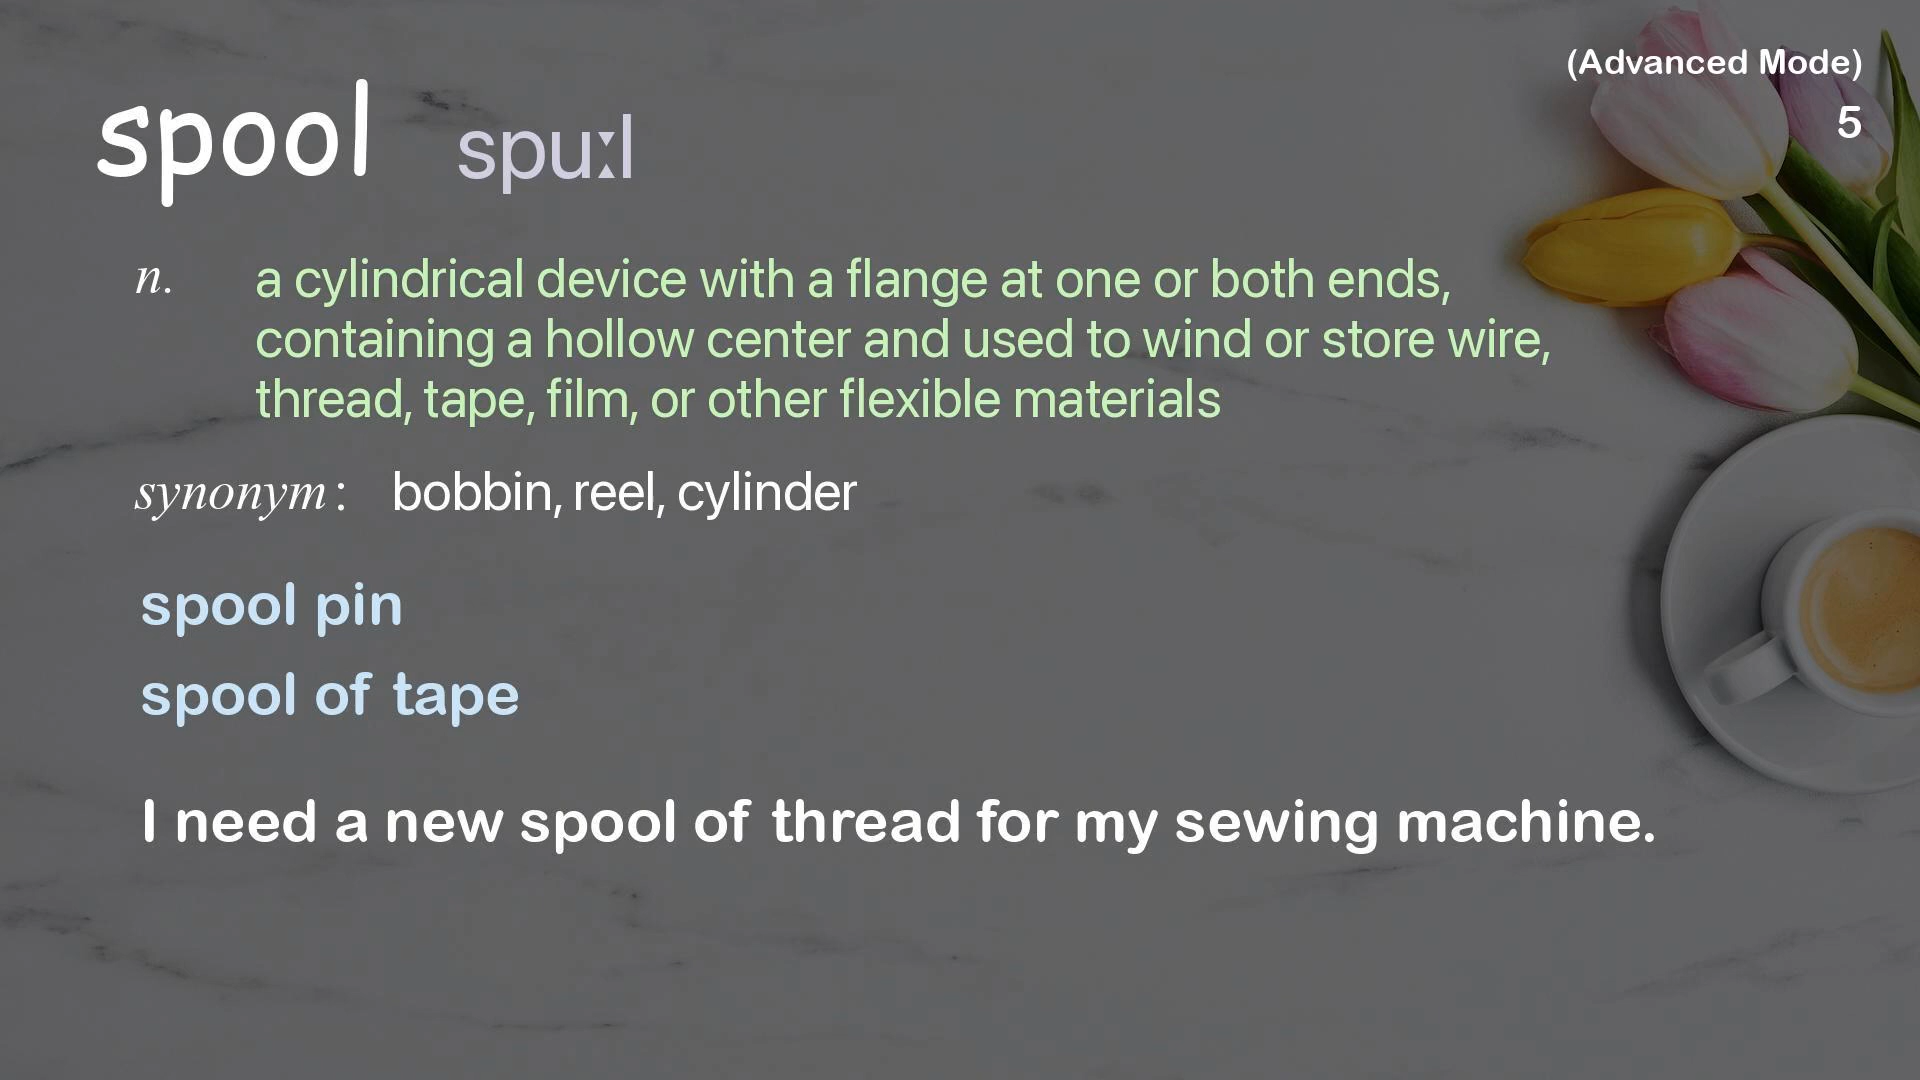 (Advanced Mode)
5
spool spuːl
n. a cylindrical device with a flange at one or both ends,
containing a hollow center and used to wind or store wire,
thread, tape, film, or other flexible materials
synonym: bobbin, reel, cylinder
spool pin
spool of tape
I need a new spool of thread for my sewing machine.